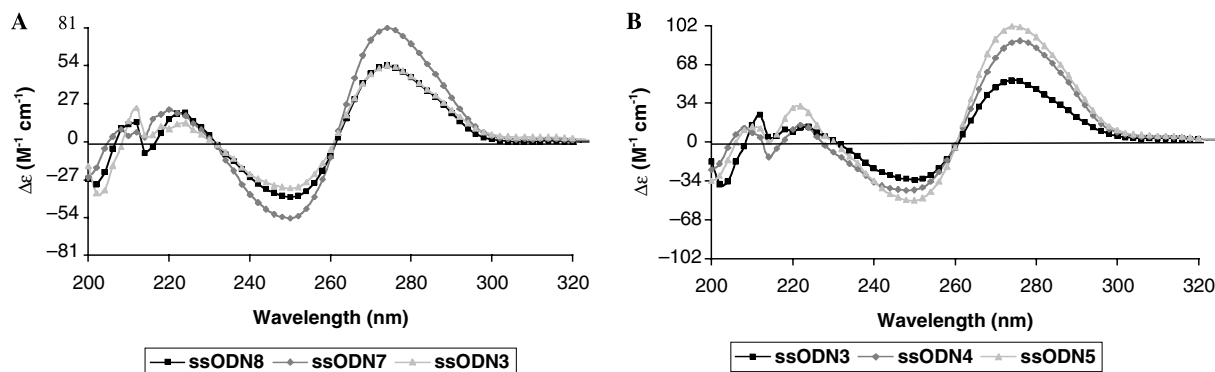 A
Δε (M⁻¹ cm⁻¹)
81
54
27
0
–27
–54
–81
200 220 240 260 280 300 320
Wavelength (nm)
ssODN8 ssODN7 ssODN3
B
Δε (M⁻¹ cm⁻¹)
102
68
34
0
–34
–68
–102
200 220 240 260 280 300 320
Wavelength (nm)
ssODN3 ssODN4 ssODN5